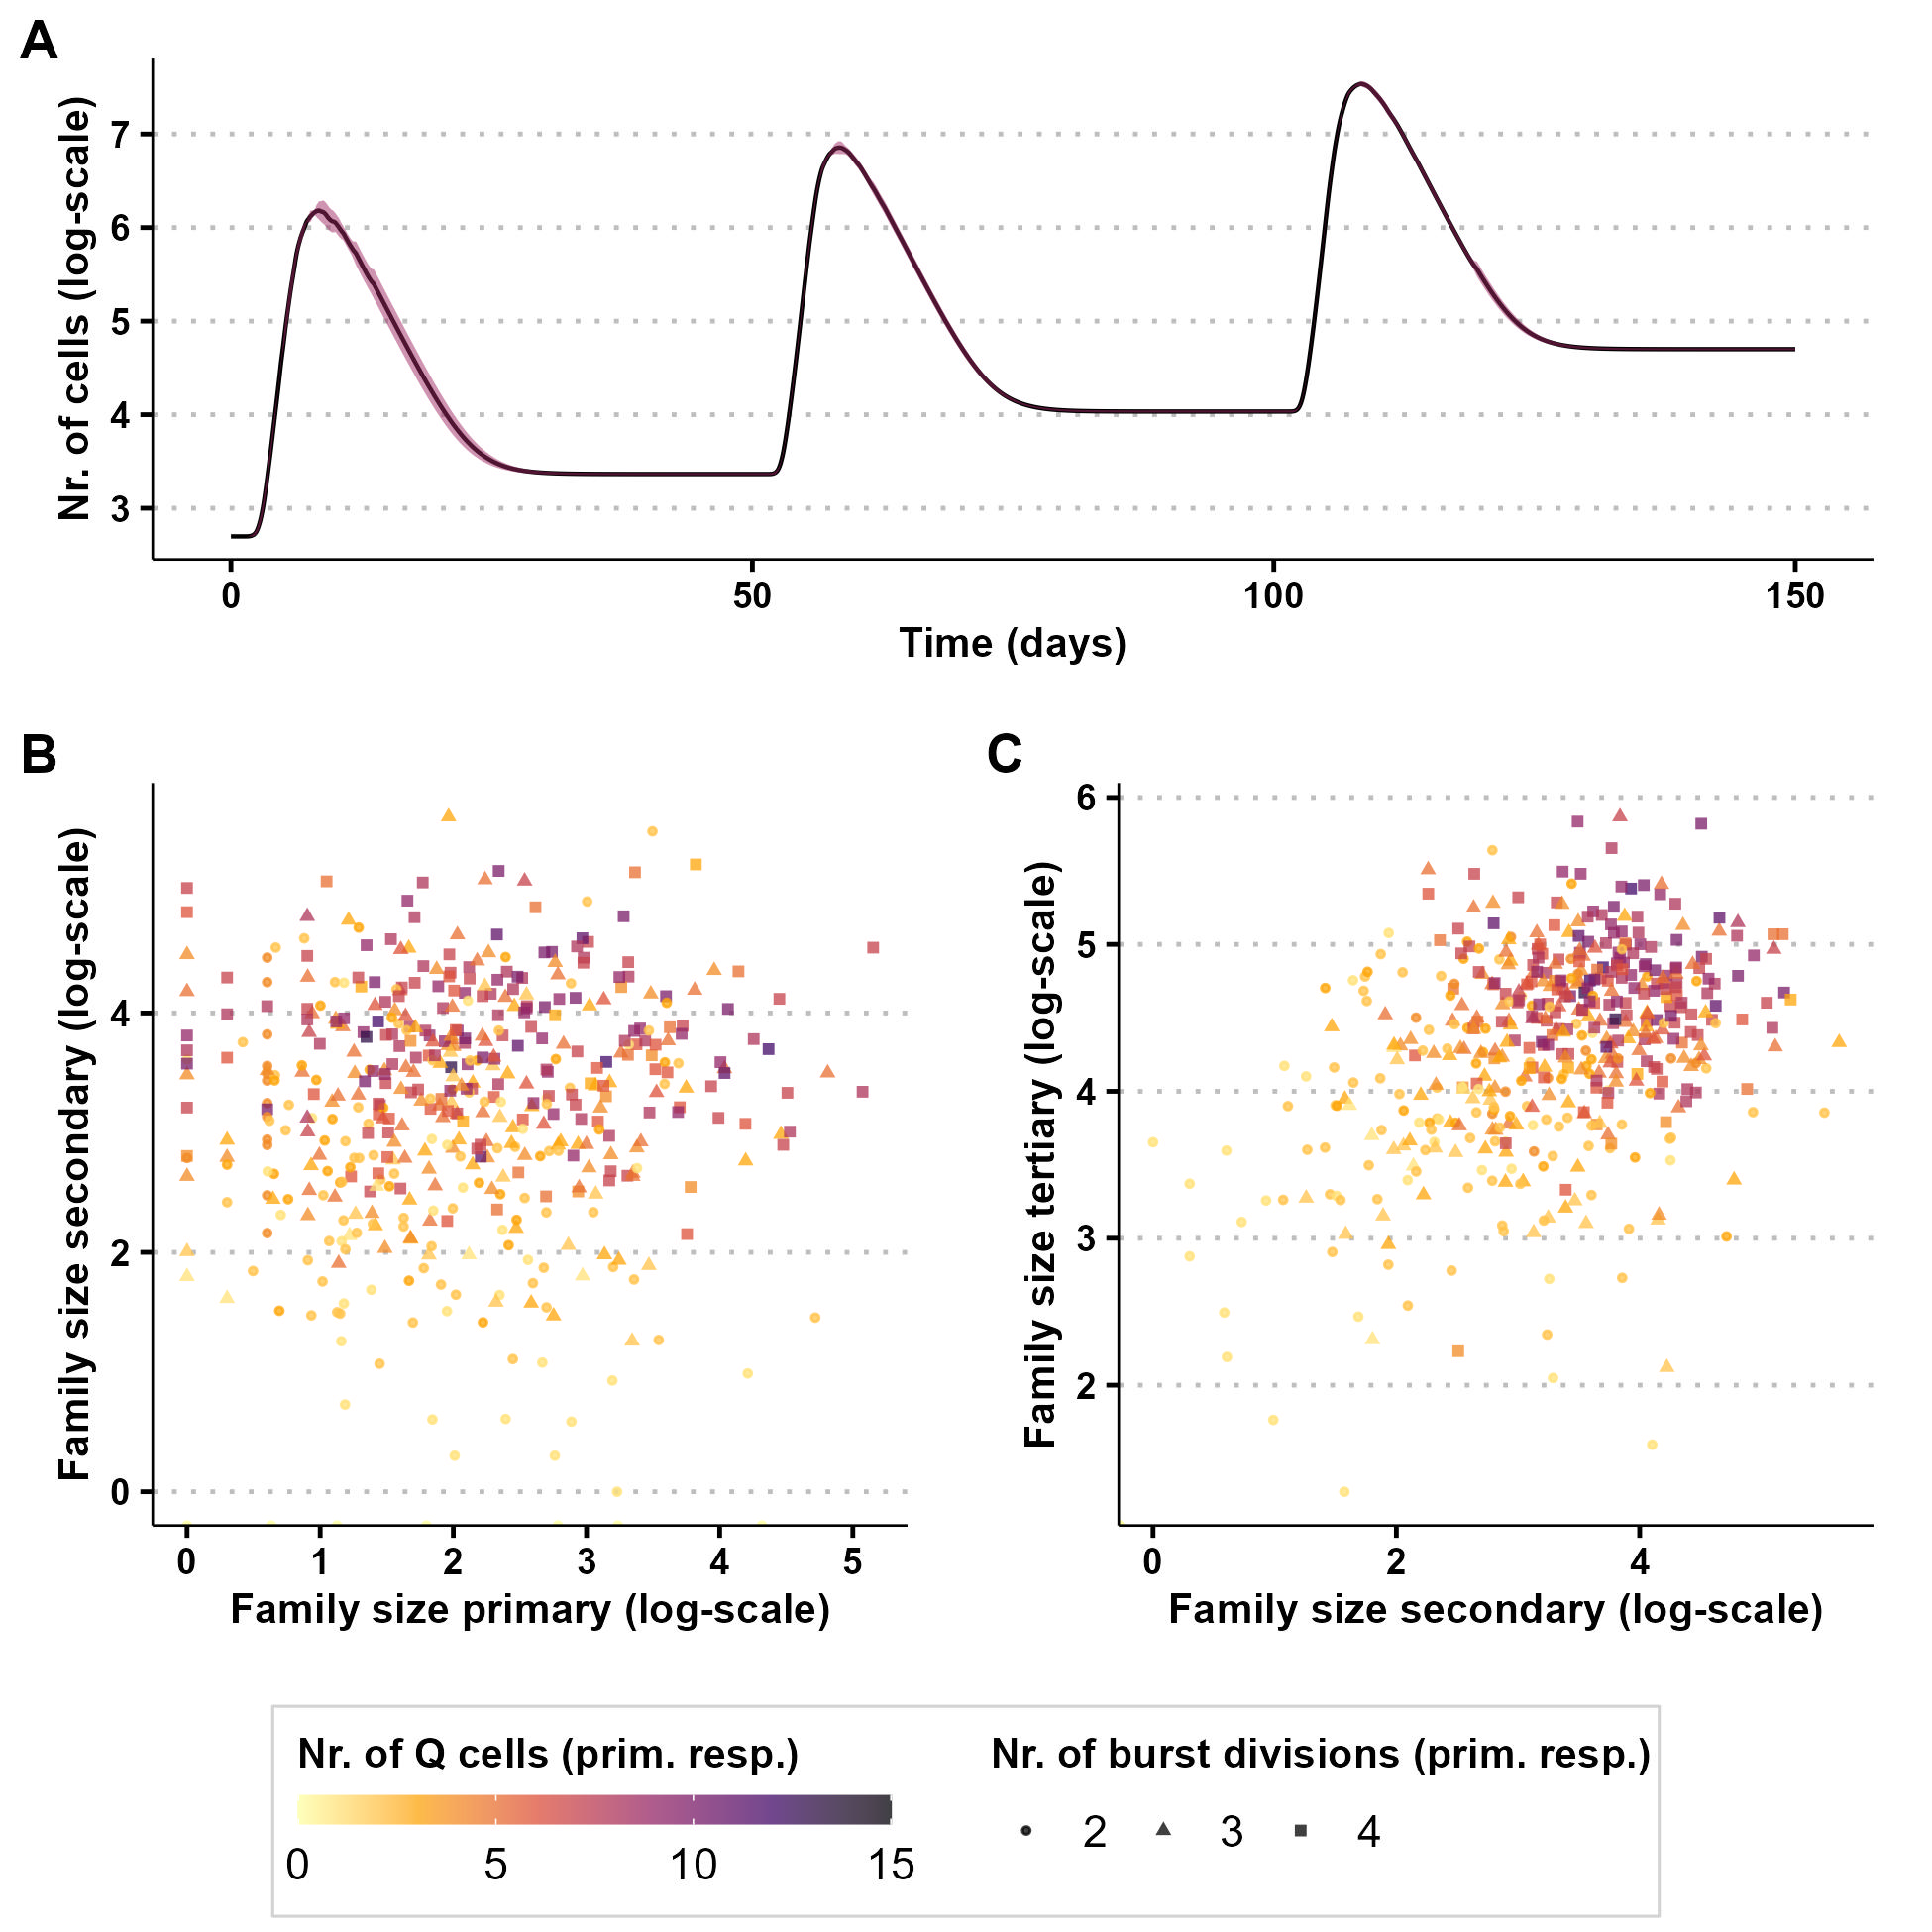 A
Nr. of cells (log-scale)
7
6
5
4
3
0 50 100 150
Time (days)
B
Family size secondary (log-scale)
4
2
0
0 1 2 3 4 5
Family size primary (log-scale)
C
Family size tertiary (log-scale)
6
5
4
3
2
0 2 4
Family size secondary (log-scale)
Nr. of Q cells (prim. resp.)
0 5 10 15
Nr. of burst divisions (prim. resp.)
2 3 4